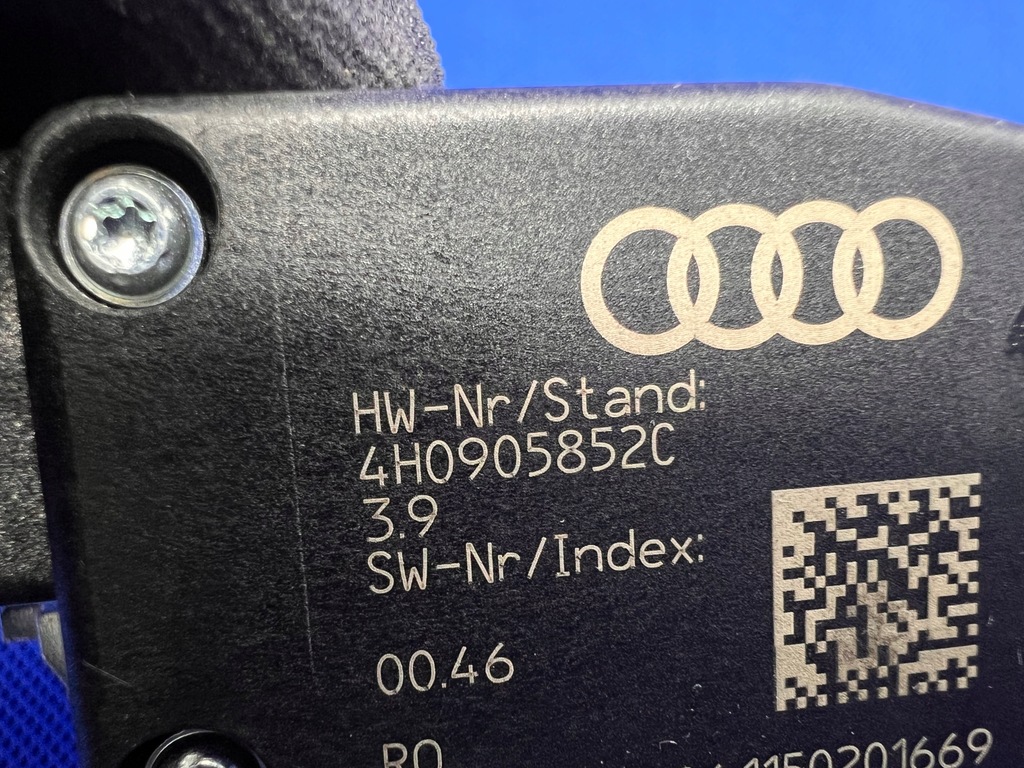 HW-Nr/Stand:
4H0905852C
3.9
SW-Nr/Index:
00.46